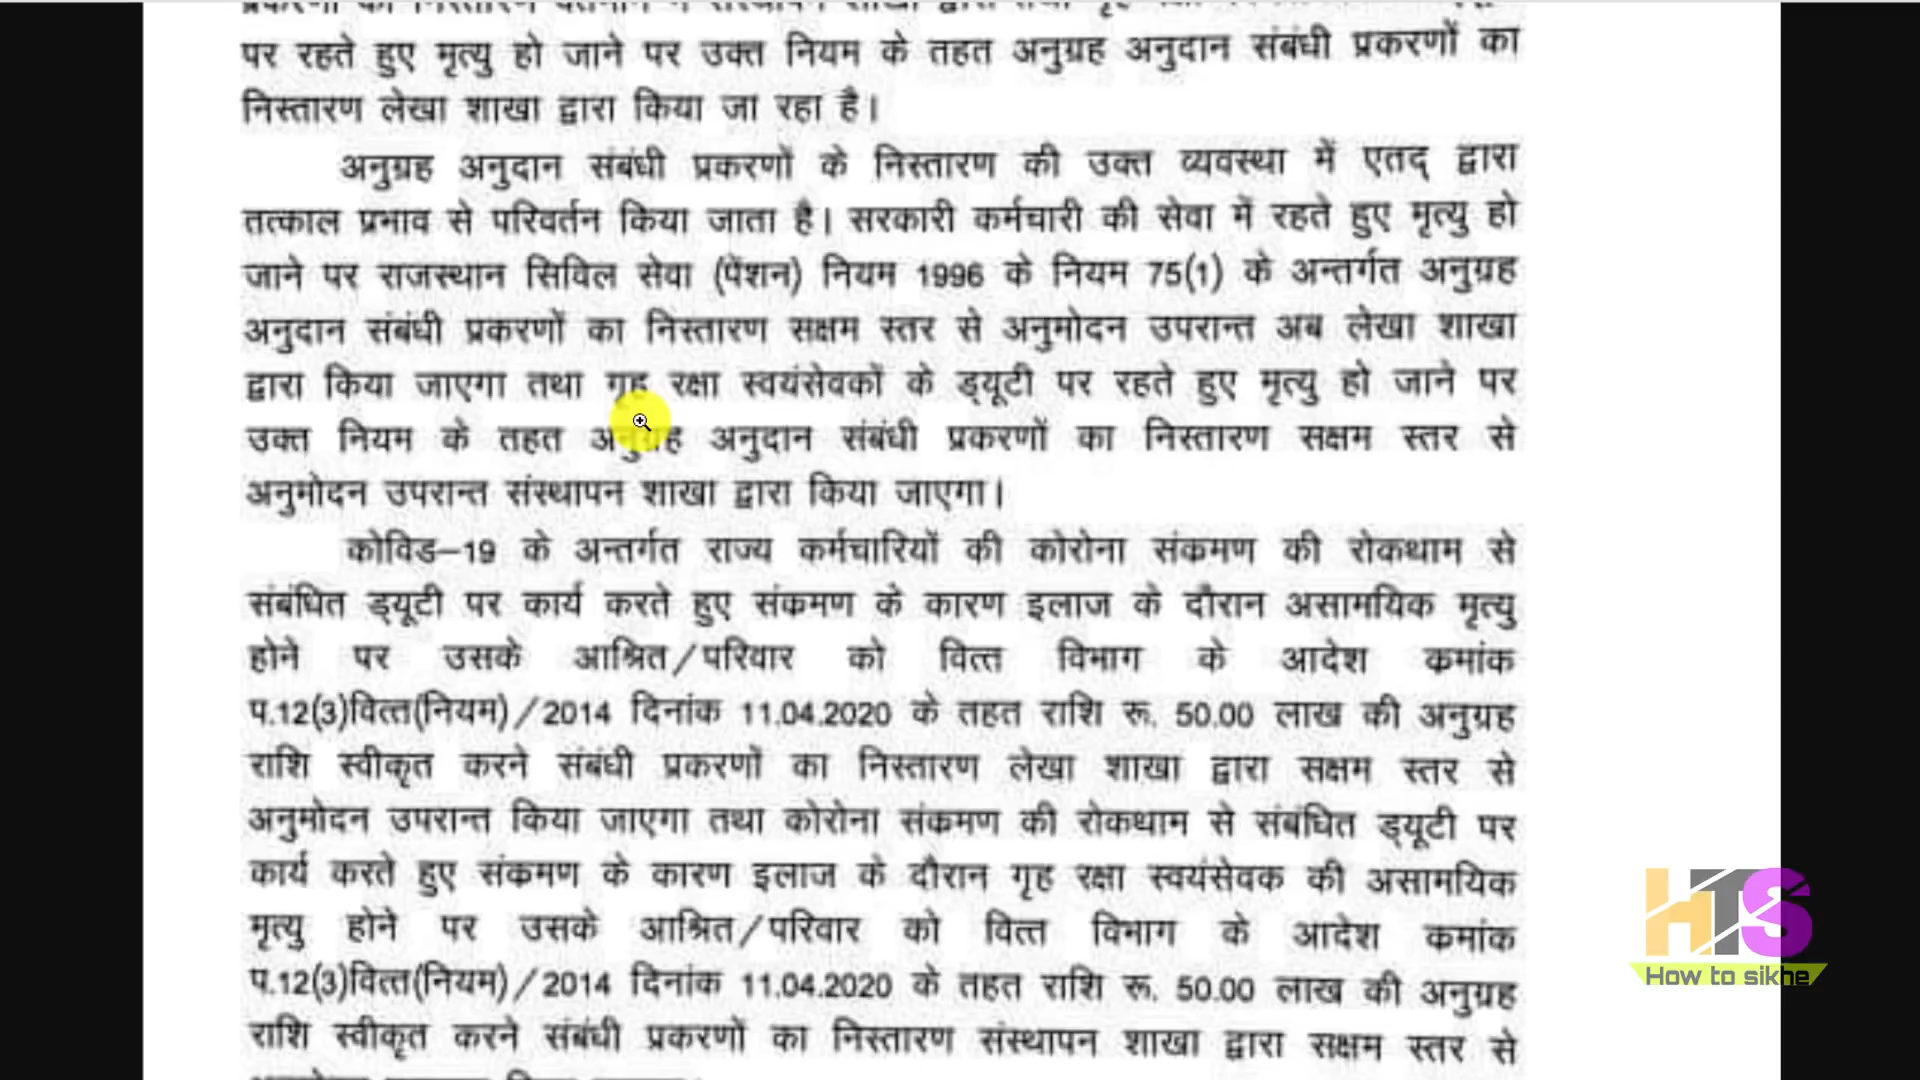 पर रहते हुए मृत्यु हो जाने पर उक्त नियम के तहत अनुग्रह अनुदान संबंधी प्रकरणों का
निस्तारण लेखा शाखा द्वारा किया जा रहा है।
अनुग्रह अनुदान संबंधी प्रकरणों के निस्तारण की उक्त व्यवस्था में एतद् द्वारा
तत्काल प्रभाव से परिवर्तन किया जाता है। सरकारी कर्मचारी की सेवा में रहते हुए मृत्यु हो
जाने पर राजस्थान सिविल सेवा (पेंशन) नियम 1996 के नियम 75(1) के अन्तर्गत अनुग्रह
अनुदान संबंधी प्रकरणों का निस्तारण सक्षम स्तर से अनुमोदन उपरान्त अब लेखा शाखा
द्वारा किया जाएगा तथा गृह रक्षा स्वयंसेवकों के ड्यूटी पर रहते हुए मृत्यु हो जाने पर
उक्त नियम के तहत अनुग्रह अनुदान संबंधी प्रकरणों का निस्तारण सक्षम स्तर से
अनुमोदन उपरान्त संस्थापन शाखा द्वारा किया जाएगा।
कोविड–19 के अन्तर्गत राज्य कर्मचारियों की कोरोना संकमण की रोकथाम से
संबंधित ड्यूटी पर कार्य करते हुए संकमण के कारण इलाज के दौरान असामयिक मृत्यु
होने पर उसके आश्रित/परिवार को वित्त विभाग के आदेश कमांक
प.12(3)वित्त(नियम)/2014 दिनांक 11.04.2020 के तहत राशि रू. 50.00 लाख की अनुग्रह
राशि स्वीकृत करने संबंधी प्रकरणों का निस्तारण लेखा शाखा द्वारा सक्षम स्तर से
अनुमोदन उपरान्त किया जाएगा तथा कोरोना संकमण की रोकथाम से संबंधित ड्यूटी पर
कार्य करते हुए संकमण के कारण इलाज के दौरान गृह रक्षा स्वयंसेवक की असामयिक
मृत्यु होने पर उसके आश्रित/परिवार को वित्त विभाग के आदेश कमांक
प.12(3)वित्त(नियम)/2014 दिनांक 11.04.2020 के तहत राशि रू. 50.00 लाख की अनुग्रह
राशि स्वीकृत करने संबंधी प्रकरणों का निस्तारण संस्थापन शाखा द्वारा सक्षम स्तर से
HTS
How to sikhe